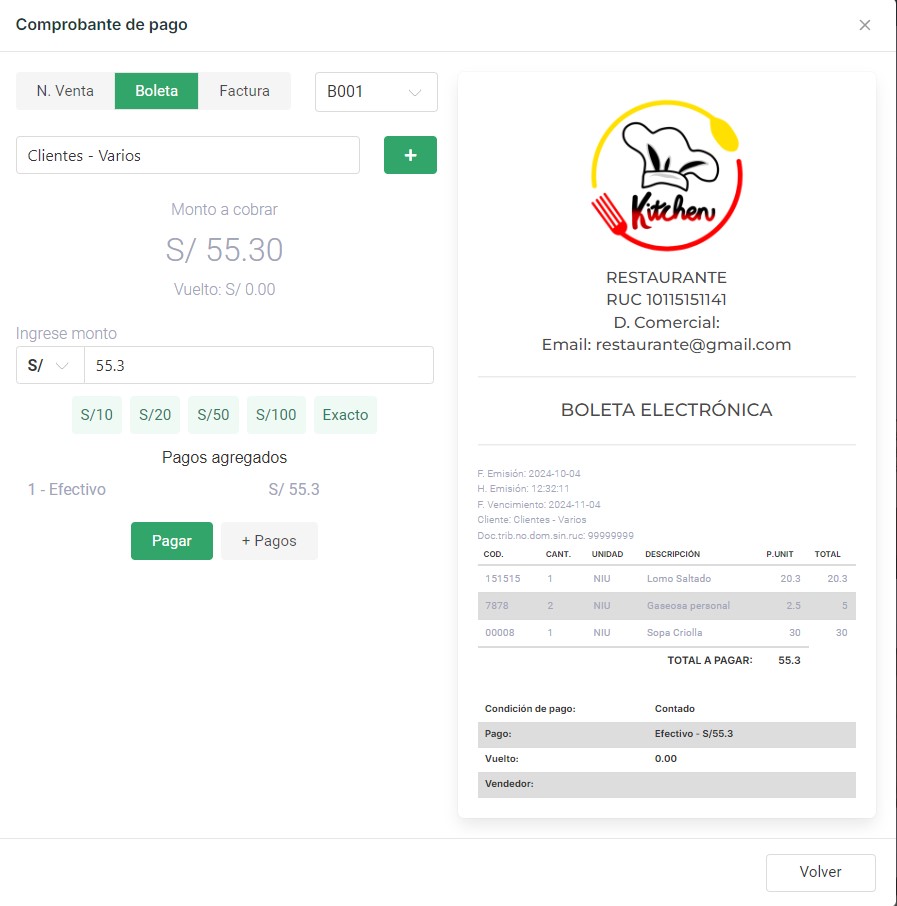 Comprobante de pago
N. Venta Boleta Factura B001
Clientes - Varios +
Monto a cobrar
S/ 55.30
Vuelto: S/ 0.00
Ingrese monto
S/ 55.3
S/10 S/20 S/50 S/100 Exacto
Pagos agregados
1 - Efectivo S/ 55.3
Pagar + Pagos
Kitchen
RESTAURANTE
RUC 10115151141
D. Comercial:
Email: restaurante@gmail.com
BOLETA ELECTRÓNICA
F. Emisión: 2024-10-04
H. Emisión: 12:32:11
F. Vencimiento: 2024-11-04
Cliente: Clientes - Varios
Doc.trib.no.dom.sin.ruc: 99999999
COD. CANT. UNIDAD DESCRIPCIÓN P.UNIT TOTAL
151515 1 NIU Lomo Saltado 20.3 20.3
7878 2 NIU Gaseosa personal 2.5 5
00008 1 NIU Sopa Criolla 30 30
TOTAL A PAGAR: 55.3
Condición de pago: Contado
Pago: Efectivo - S/55.3
Vuelto: 0.00
Vendedor:
Volver